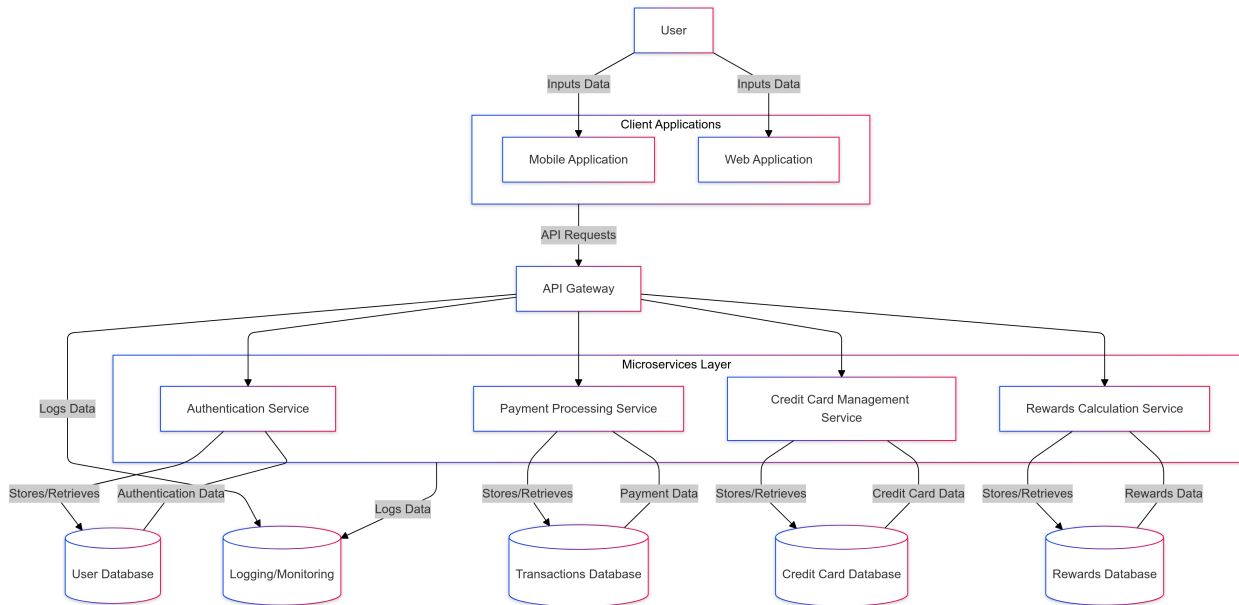 User
Inputs Data
Inputs Data
Client Applications
Mobile Application
Web Application
API Requests
API Gateway
Microservices Layer
Authentication Service
Payment Processing Service
Credit Card Management
Service
Rewards Calculation Service
Logs Data
Stores/Retrieves
Authentication Data
Logs Data
Stores/Retrieves
Payment Data
Stores/Retrieves
Credit Card Data
Stores/Retrieves
Rewards Data
User Database
Logging/Monitoring
Transactions Database
Credit Card Database
Rewards Database